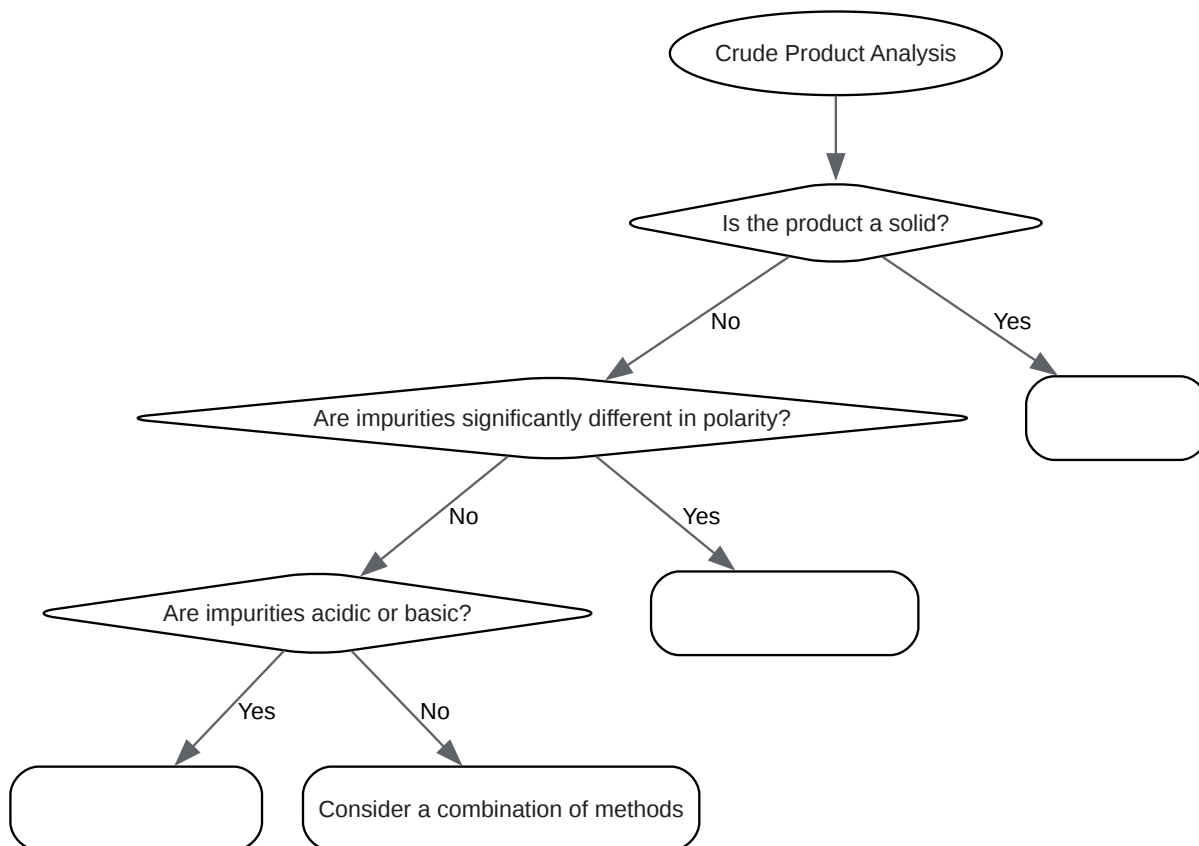 Crude Product Analysis
Is the product a solid?
No
Yes
Are impurities significantly different in polarity?
No
Yes
Are impurities acidic or basic?
Yes
No
Consider a combination of methods